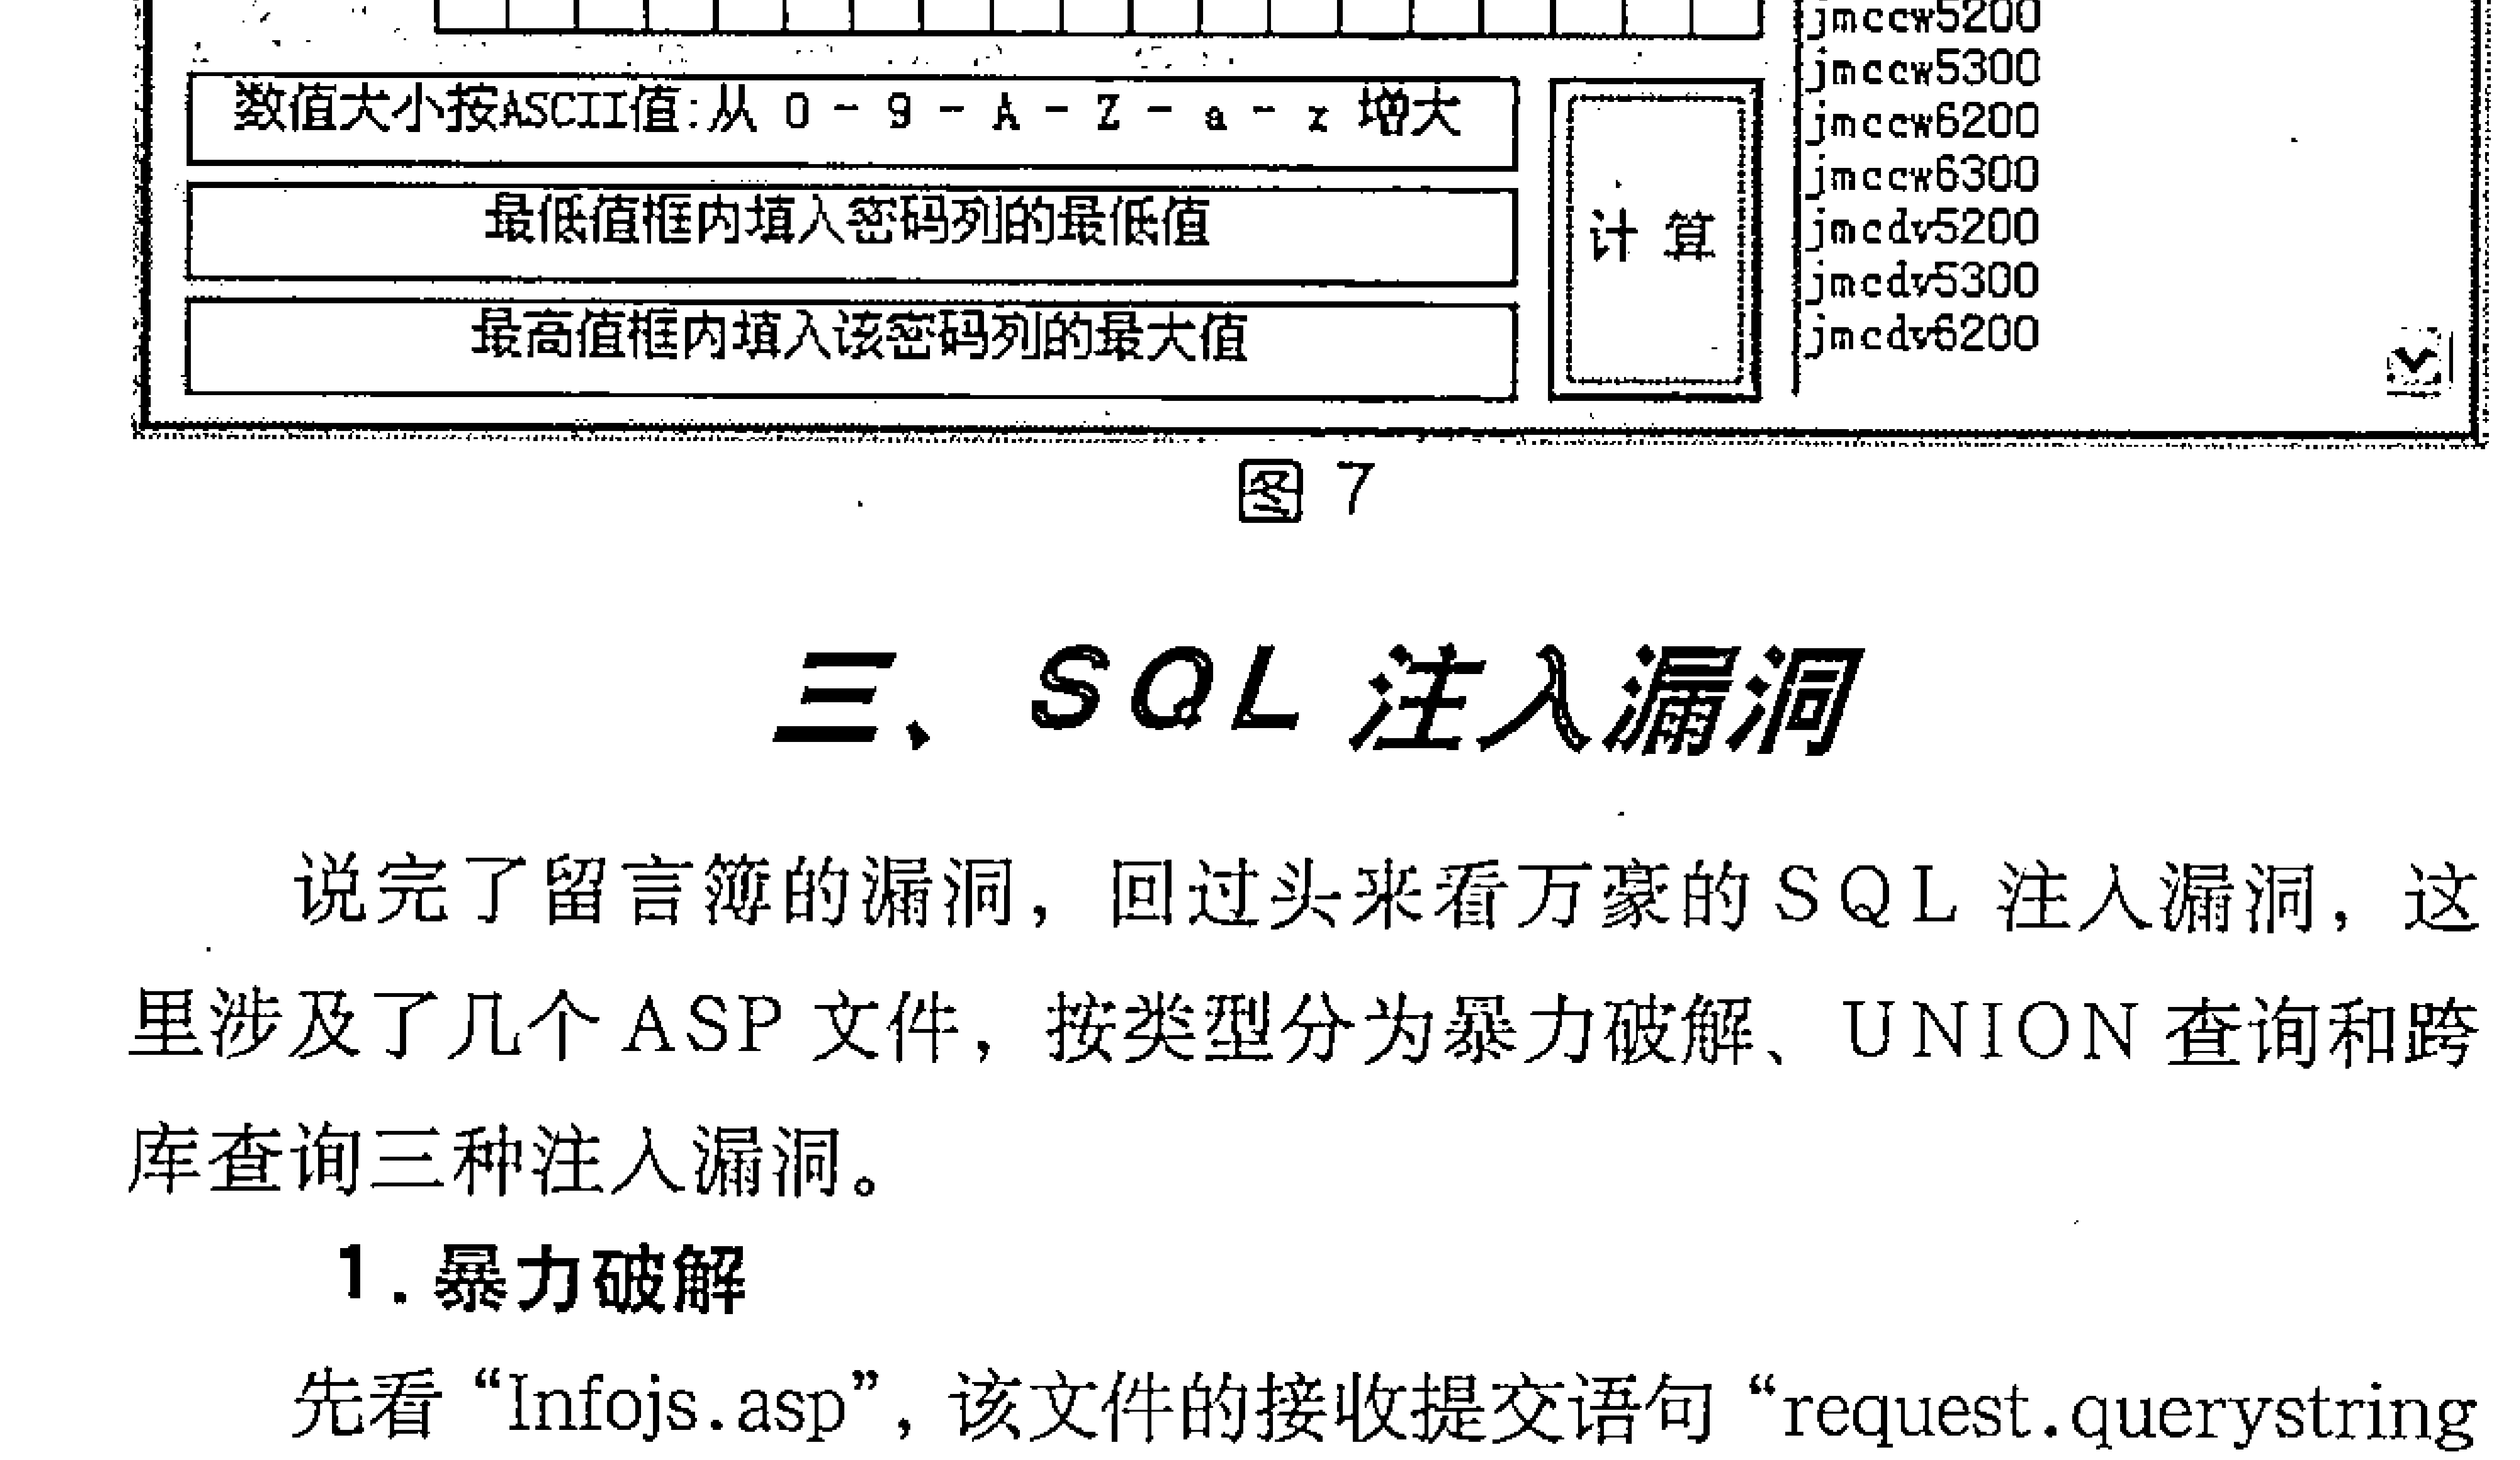 jmccw5200
jmccw5300
jmccw6200
jmccw6300
jmcdv5200
jmcdv5300
jmcdv6200
数值大小按ASCII值:从 0 - 9 - A - Z - a - z 增大
最低值框内填入密码列的最低值
最高值框内填入该密码列的最大值
计 算
图 7
三、SQL 注入漏洞
说完了留言簿的漏洞，回过头来看万豪的SQL 注入漏洞，这
里涉及了几个 ASP 文件，按类型分为暴力破解、UNION 查询和跨
库查询三种注入漏洞。
1.暴力破解
先看“Infojs.asp”，该文件的接收提交语句“request.querystring